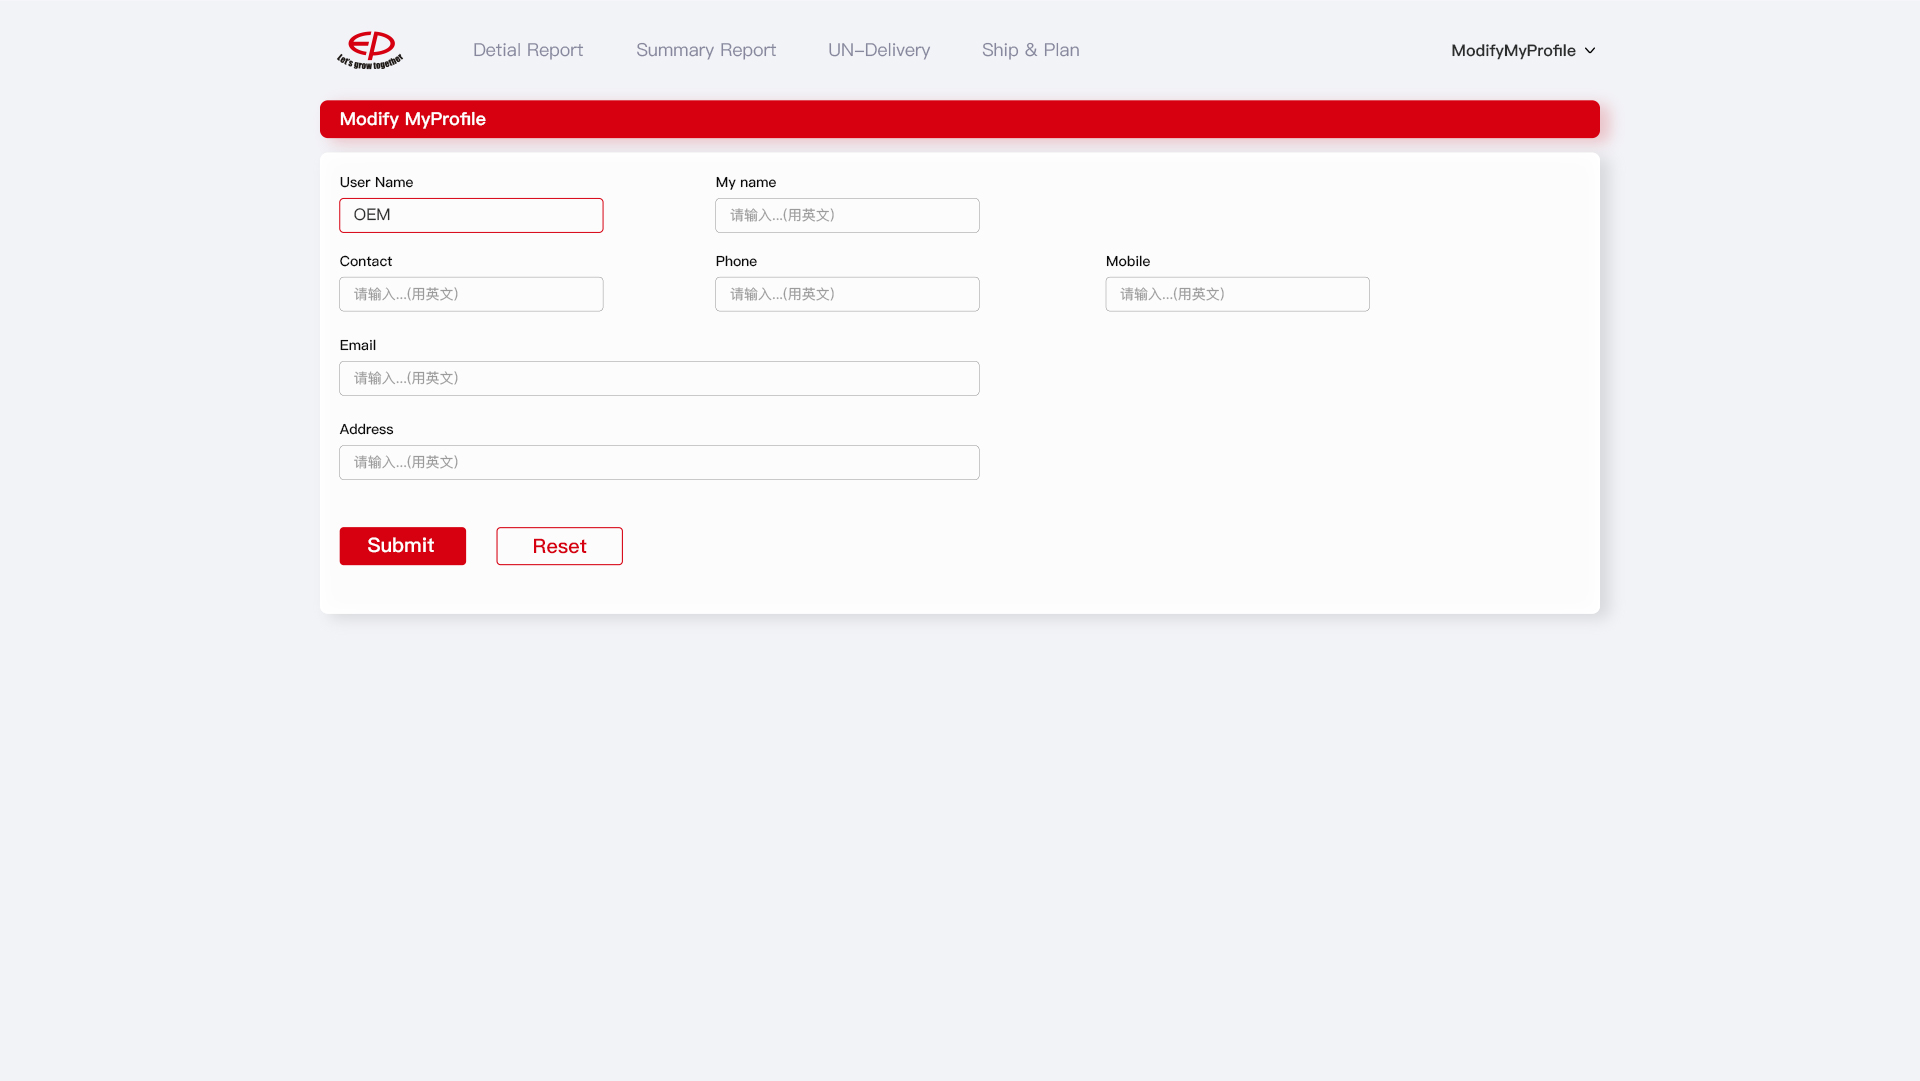 EP
Let's grow together
Detial Report
Summary Report
UN-Delivery
Ship & Plan
ModifyMyProfile
Modify MyProfile
User Name
My name
OEM
请输入...(用英文)
Contact
Phone
Mobile
请输入...(用英文)
请输入...(用英文)
请输入...(用英文)
Email
请输入...(用英文)
Address
请输入...(用英文)
Submit
Reset